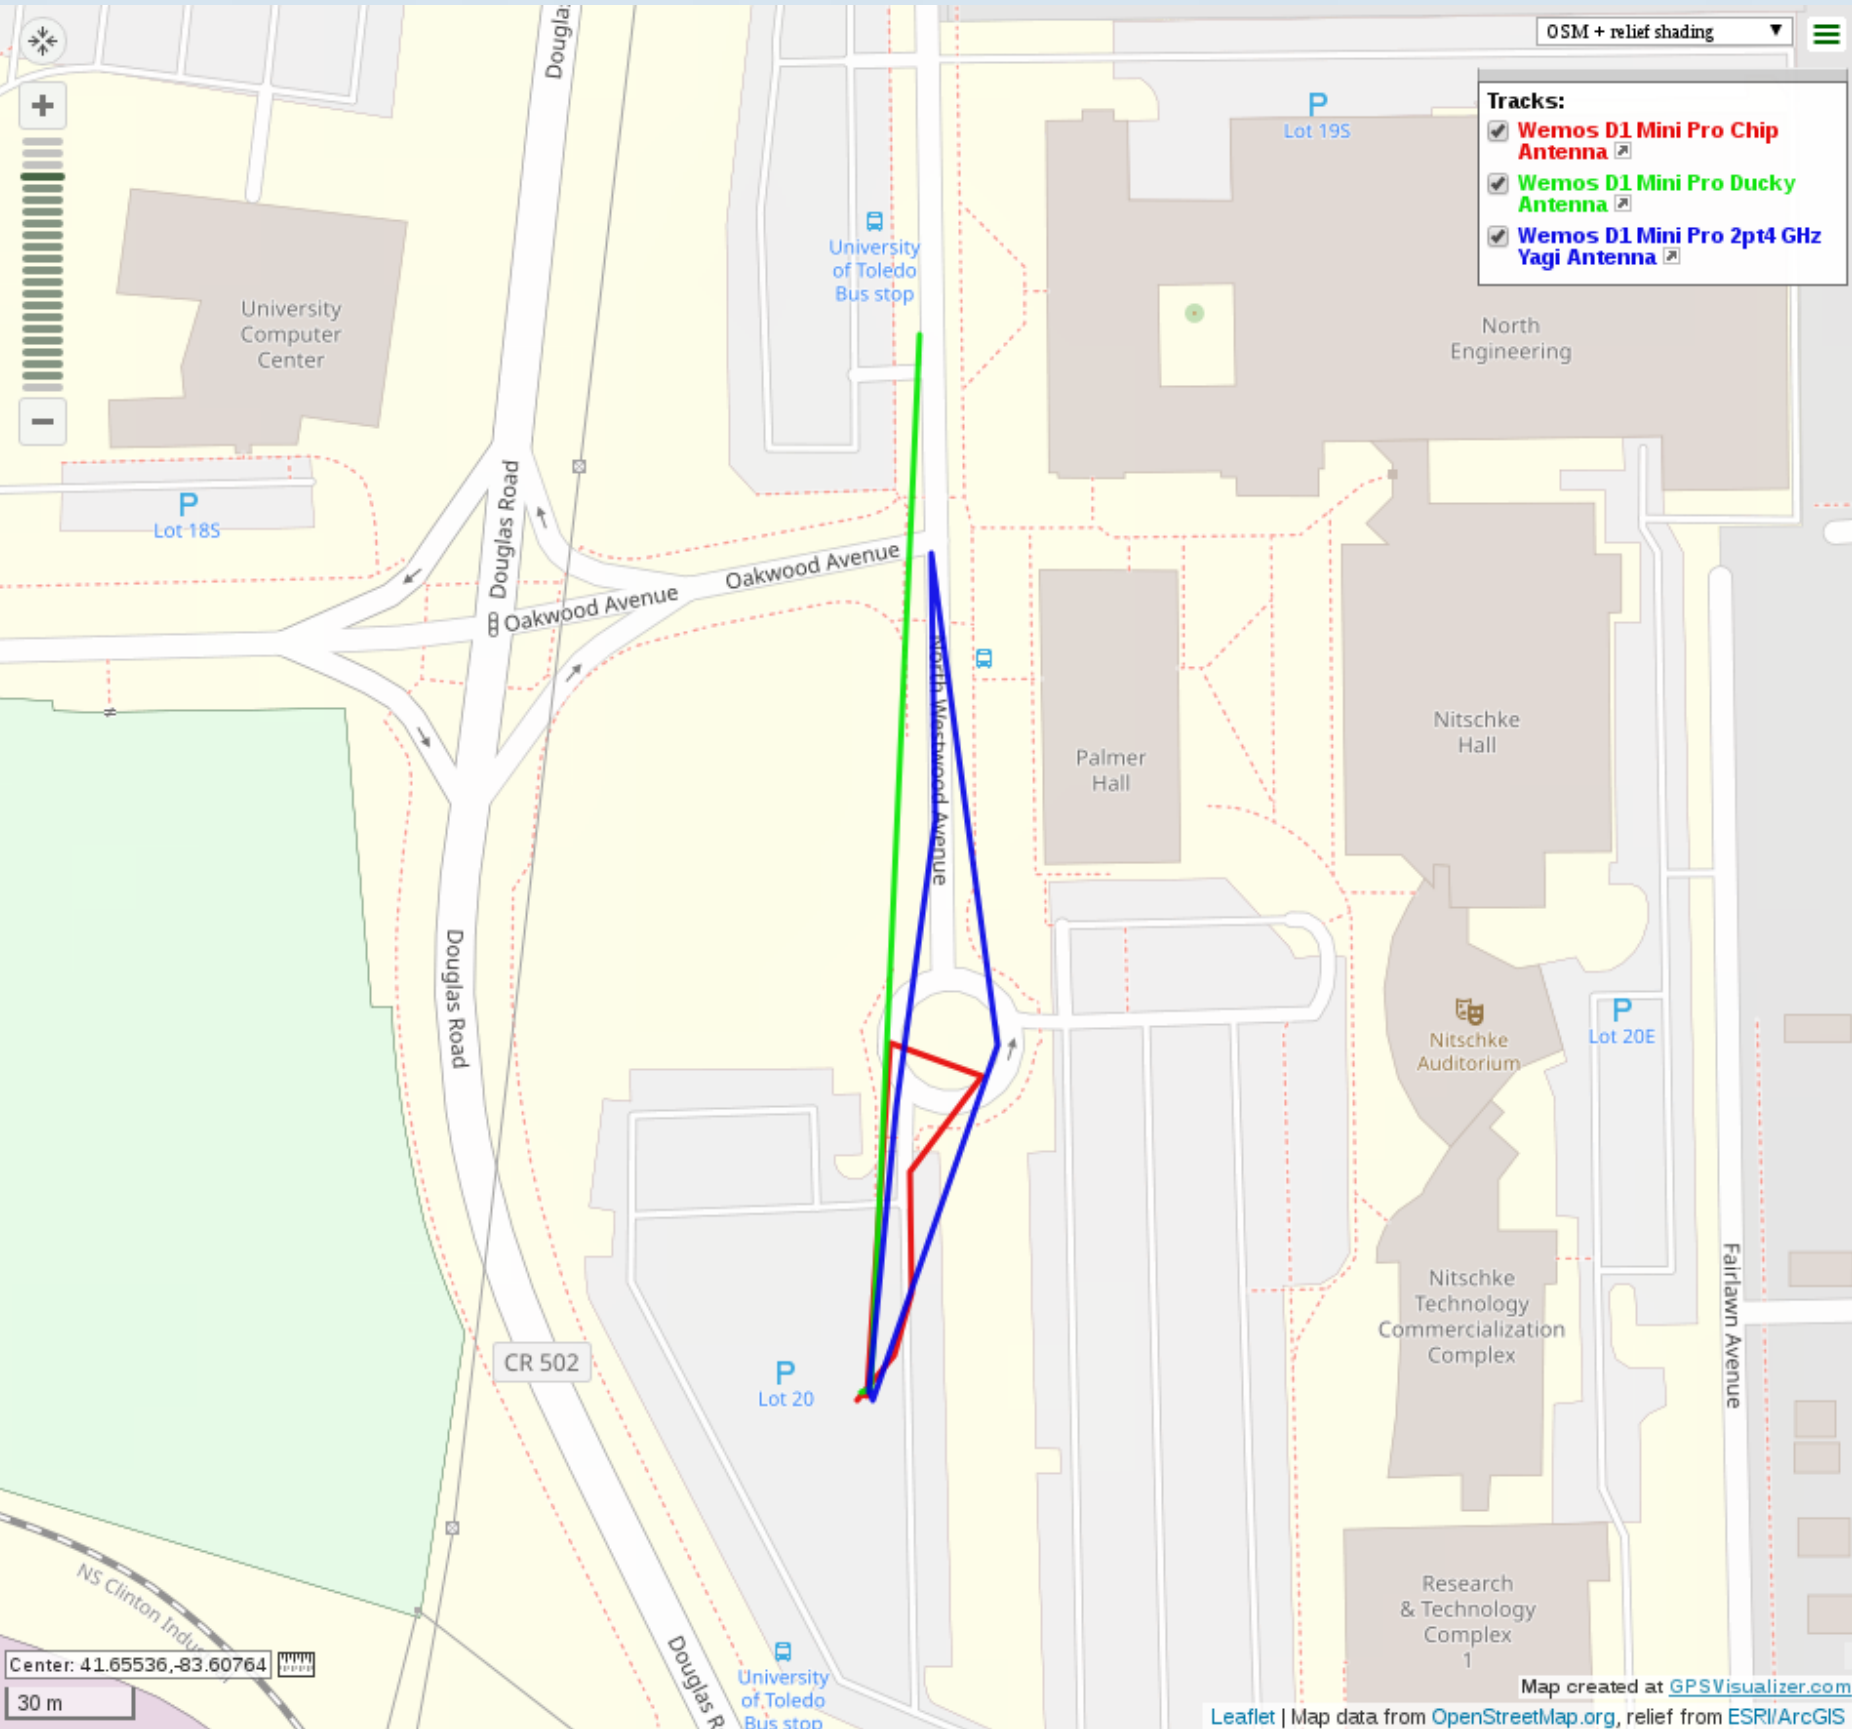 Dougla
OSM + relief shading
Tracks:
Wemos D1 Mini Pro Chip
Antenna
Wemos D1 Mini Pro Ducky
Antenna
Wemos D1 Mini Pro 2pt4 GHz
Yagi Antenna
P
Lot 19S
University
of Toledo
Bus stop
University
Computer
Center
North
Engineering
P
Lot 18S
Douglas Road
Oakwood Avenue
Oakwood Avenue
North Westwood Avenue
Palmer
Hall
Nitschke
Hall
Douglas Road
Nitschke
Auditorium
P
Lot 20E
Nitschke
Technology
Commercialization
Complex
Fairlawn Avenue
CR 502
P
Lot 20
NS Clinton Indus
Research
& Technology
Complex
1
Douglas R
University
of Toledo
Bus stop
Center: 41.65536,-83.60764
30 m
Map created at GPSVisualizer.com
Leaflet | Map data from OpenStreetMap.org, relief from ESRI/ArcGIS